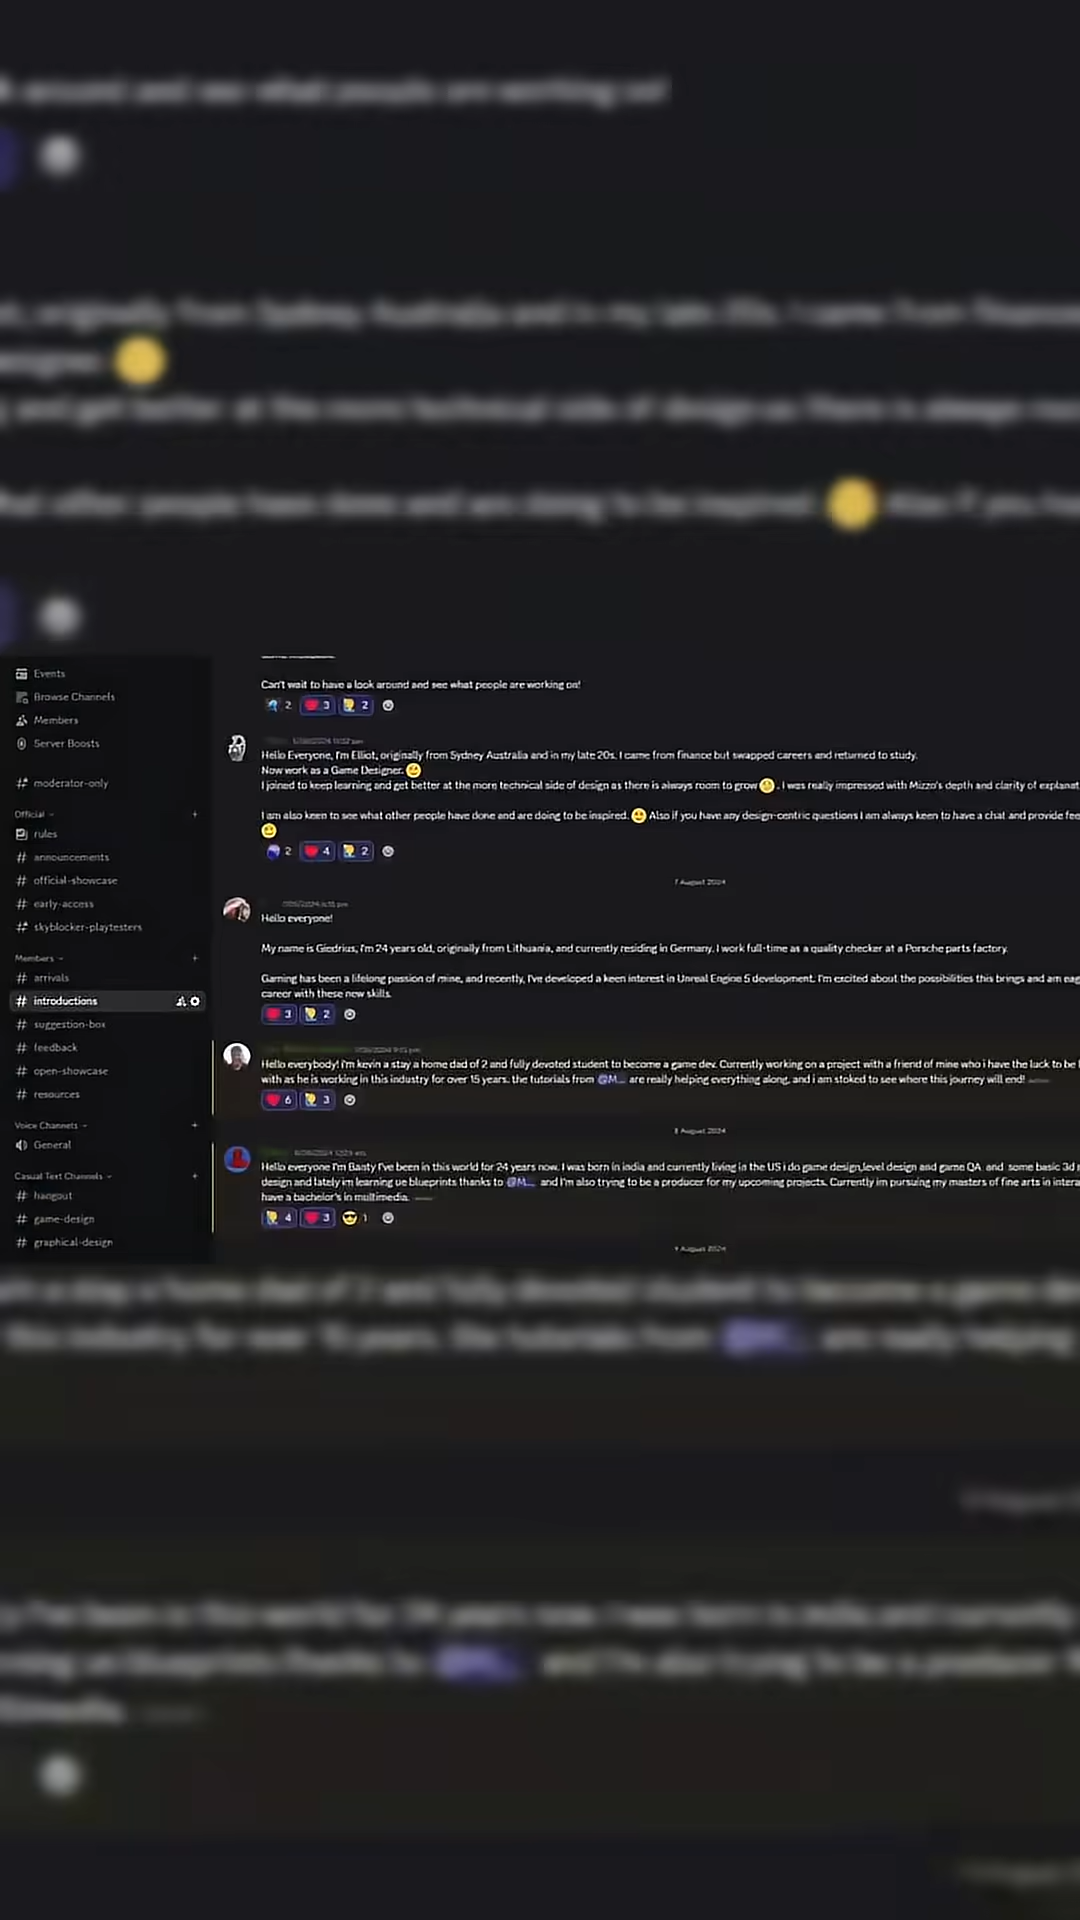 Events
Browse Channels
Members
Server Boosts
moderator-only
Official
rules
announcements
official-showcase
early-access
skyblocker-playtesters
Members
arrivals
introductions
suggestion-box
feedback
open-showcase
resources
Voice Channels
General
Casual Text Channels
hangout
game-design
graphical-design
Can't wait to have a look around and see what people are working on!
2 3 2
Hello Everyone, I'm Elliot, originally from Sydney Australia and in my late 20s. I came from finance but swapped careers and returned to study.
Now work as a Game Designer.
I joined to keep learning and get better at the more technical side of design as there is always room to grow . I was really impressed with Mizzo's depth and clarity of explanat
I am also keen to see what other people have done and are doing to be inspired. Also if you have any design-centric questions I am always keen to have a chat and provide fee
2 4 2
7 August 2024
Hello everyone!
My name is Giedrius, I'm 24 years old, originally from Lithuania, and currently residing in Germany. I work full-time as a quality checker at a Porsche parts factory.
Gaming has been a lifelong passion of mine, and recently, I've developed a keen interest in Unreal Engine 5 development. I'm excited about the possibilities this brings and am eag
career with these new skills.
3 2
Hello everybody! i'm kevin a stay a home dad of 2 and fully devoted student to become a game dev. Currently working on a project with a friend of mine who i have the luck to be
with as he is working in this industry for over 15 years. the tutorials from @M... are really helping everything along, and i am stoked to see where this journey will end!
6 3
8 August 2024
Hello everyone I'm Banty I've been in this world for 24 years now. I was born in india and currently living in the US i do game design,level design and game QA and some basic 3d
design and lately im learning ue blueprints thanks to @M... and I'm also trying to be a producer for my upcoming projects. Currently im pursuing my masters of fine arts in intera
have a bachelor's in multimedia.
4 3 1
9 August 2024